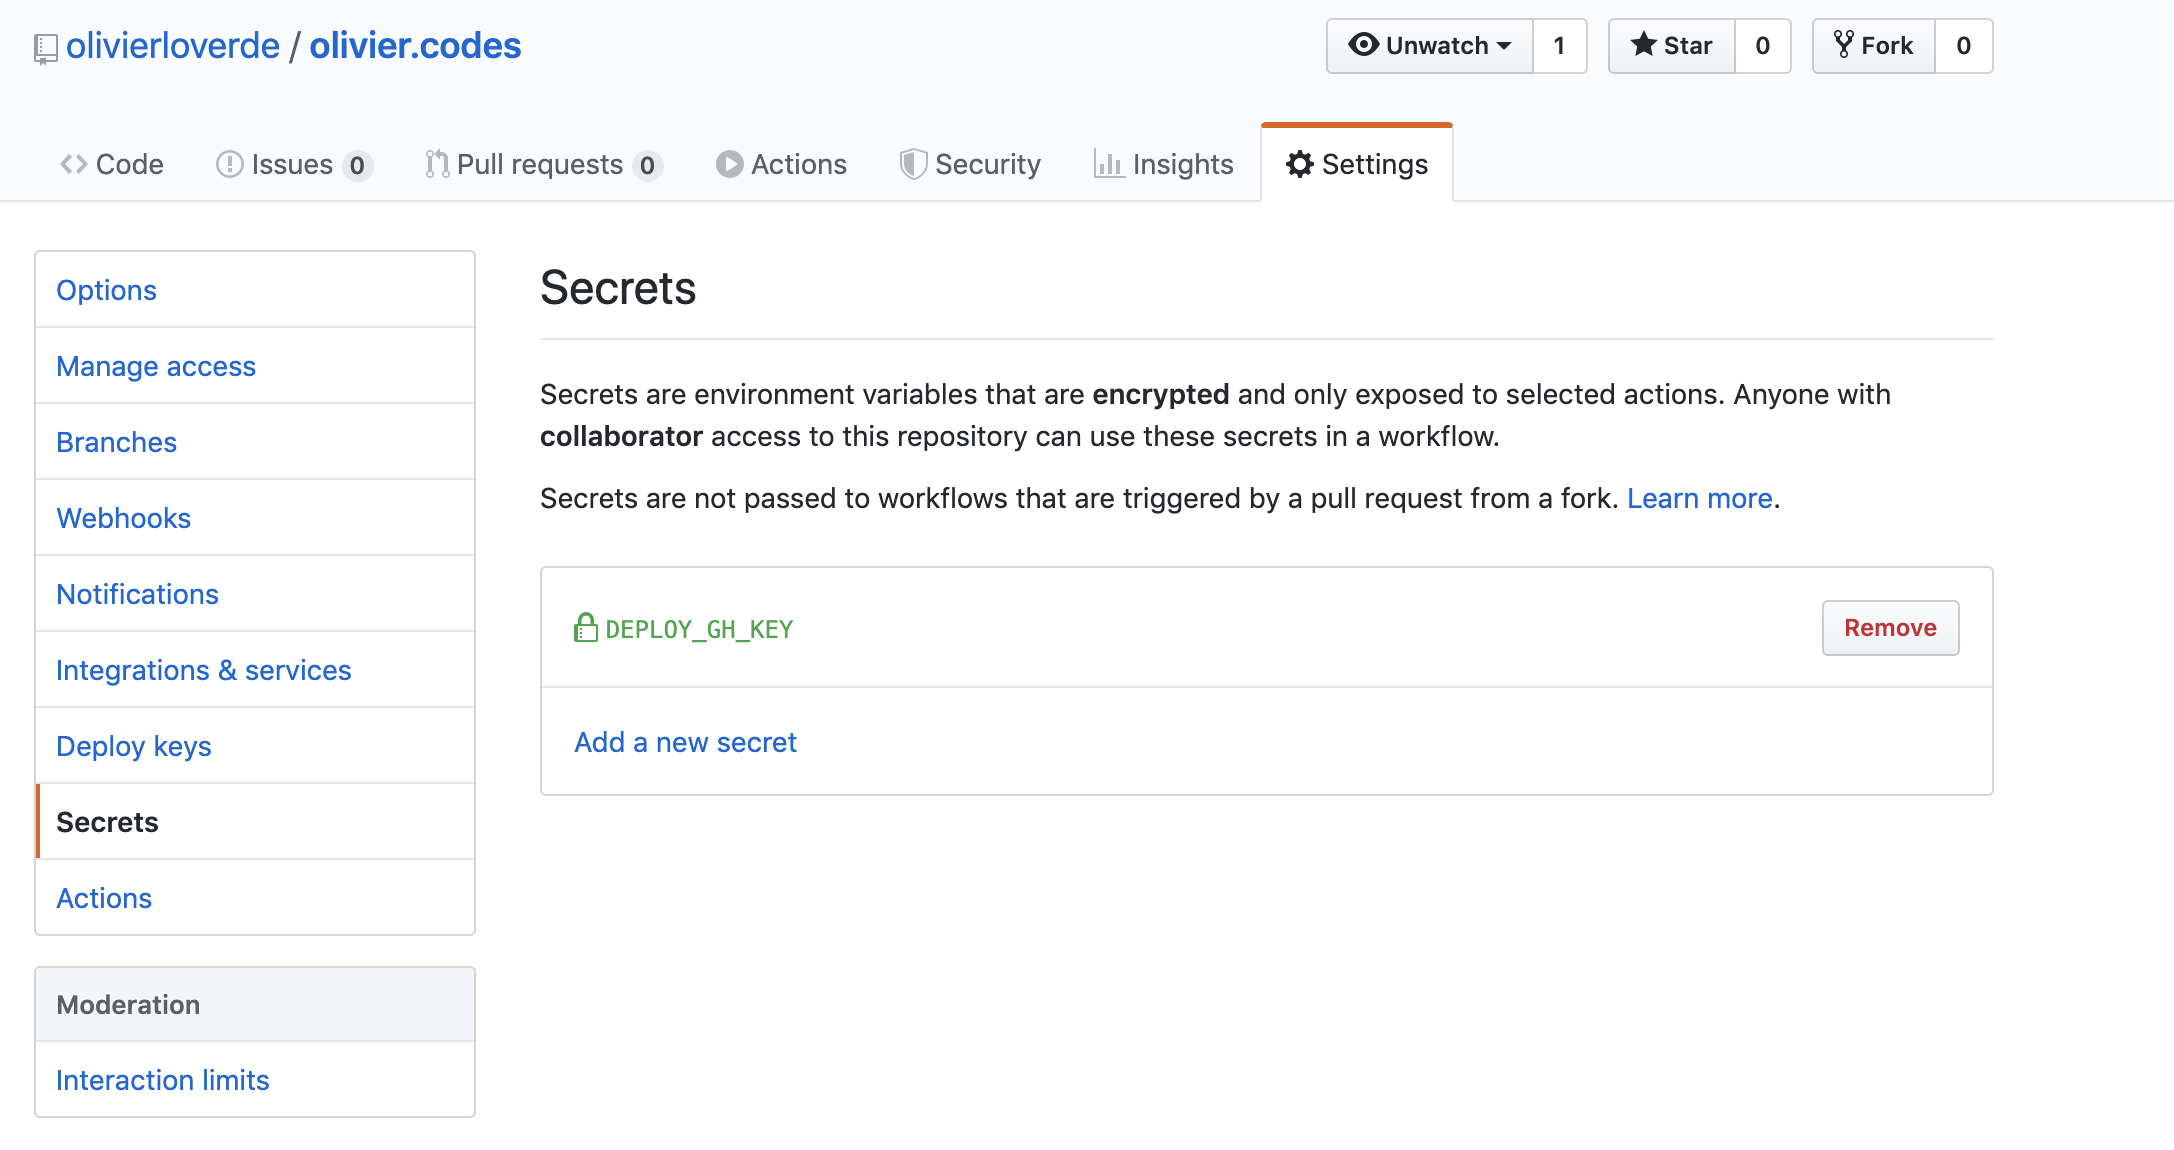 olivierloverde / olivier.codes
Unwatch 1 Star 0 Fork 0
Code Issues 0 Pull requests 0 Actions Security Insights Settings
Options
Manage access
Branches
Webhooks
Notifications
Integrations & services
Deploy keys
Secrets
Actions
Moderation
Interaction limits
Secrets
Secrets are environment variables that are encrypted and only exposed to selected actions. Anyone with
collaborator access to this repository can use these secrets in a workflow.
Secrets are not passed to workflows that are triggered by a pull request from a fork. Learn more.
DEPLOY_GH_KEY Remove
Add a new secret